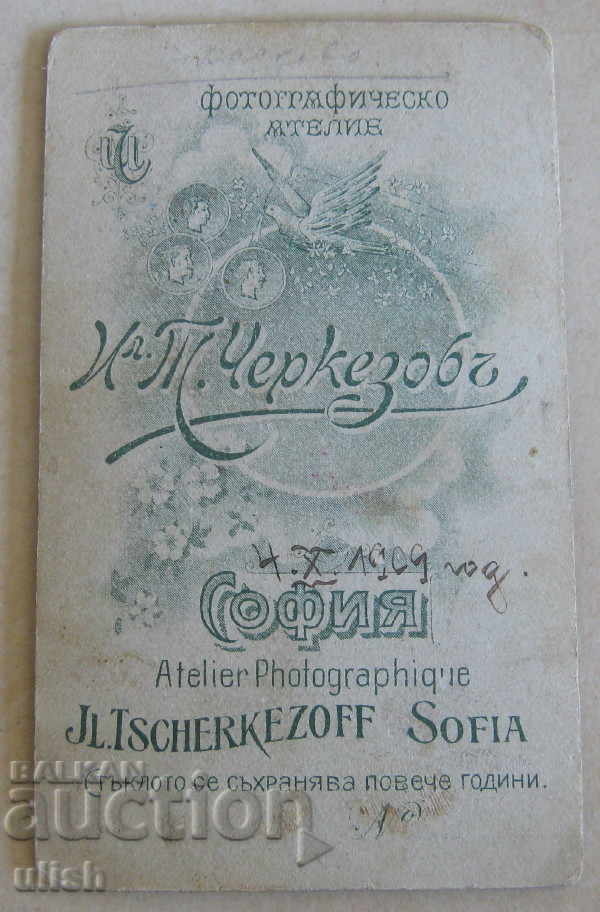 фотографическо
ателие
Ил. Т. Черкезовъ
4.X.1909 год.
София
Atelier Photographique
JL. TSCHERKEZOFF SOFIA
Стъклото се съхранява повече години.
BALKAN
auction
ulish